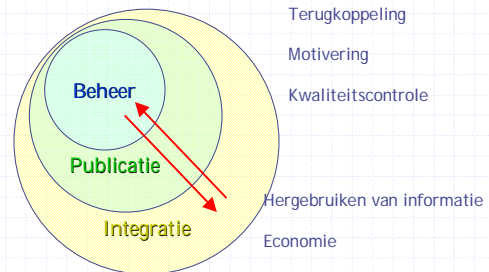 Terugkoppeling
Motivering
Beheer
Kwaliteitscontrole
Publicatie
Hergebruiken van informatie
Integratie
Economie